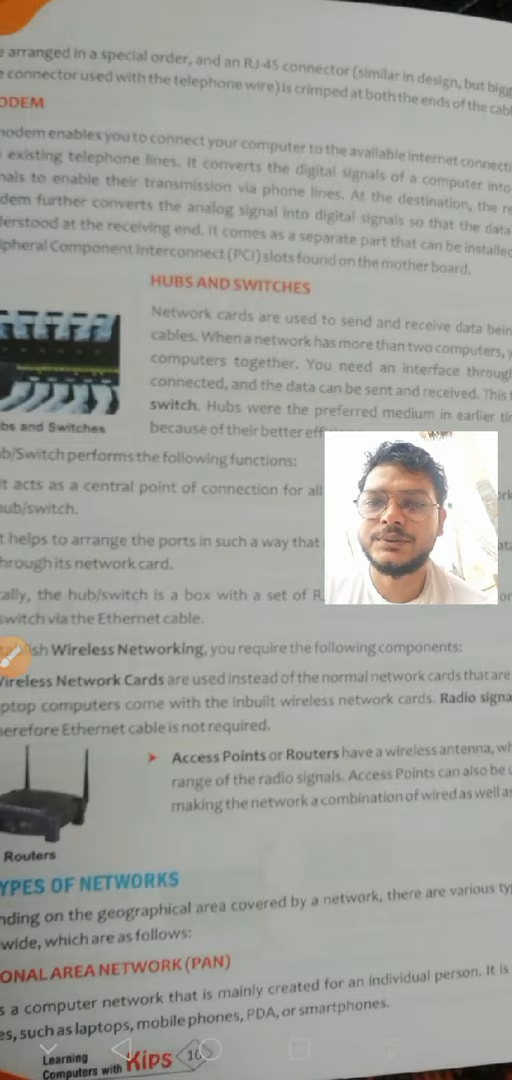 arranged in a special order, and an RJ-45 connector (similar in design, but bigg
connector used with the telephone wire) is crimped at both the ends of the cabl
ODEM
modem enables you to connect your computer to the available internet connecti
existing telephone lines. It converts the digital signals of a computer into
nals to enable their transmission via phone lines. At the destination, the re
dem further converts the analog signal into digital signals so that the data
derstood at the receiving end. It comes as a separate part that can be installed
ipheral Component Interconnect (PCI) slots found on the mother board.
HUBS AND SWITCHES
Network cards are used to send and receive data bein
cables. When a network has more than two computers, y
computers together. You need an interface through
connected, and the data can be sent and received. This
switch. Hubs were the preferred medium in earlier tim
because of their better eff
bs and Switches
b/Switch performs the following functions:
it acts as a central point of connection for all
hub/switch.
t helps to arrange the ports in such a way that
hrough its network card.
cally, the hub/switch is a box with a set of R
switch via the Ethernet cable.
ish Wireless Networking, you require the following components:
Wireless Network Cards are used instead of the normal network cards that are
ptop computers come with the inbuilt wireless network cards. Radio signa
herefore Ethernet cable is not required.
Access Points or Routers have a wireless antenna, wh
range of the radio signals. Access Points can also be u
making the network a combination of wired as well as
Routers
YPES OF NETWORKS
nding on the geographical area covered by a network, there are various typ
wide, which are as follows:
ONAL AREA NETWORK (PAN)
s a computer network that is mainly created for an individual person. It is
es, such as laptops, mobile phones, PDA, or smartphones.
Learning
Computers with Kips